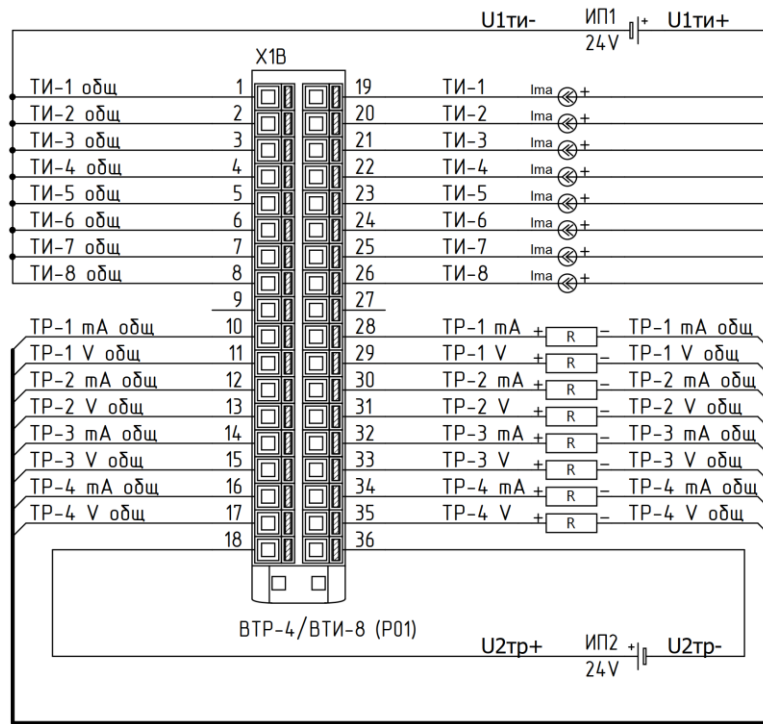 U1ти- ИП1 + U1ти+
24V
X1B
ТИ-1 общ 1 19 ТИ-1 Ima +
ТИ-2 общ 2 20 ТИ-2 Ima +
ТИ-3 общ 3 21 ТИ-3 Ima +
ТИ-4 общ 4 22 ТИ-4 Ima +
ТИ-5 общ 5 23 ТИ-5 Ima +
ТИ-6 общ 6 24 ТИ-6 Ima +
ТИ-7 общ 7 25 ТИ-7 Ima +
ТИ-8 общ 8 26 ТИ-8 Ima +
9 27
ТР-1 mA общ 10 28 ТР-1 mA + R - ТР-1 mA общ
ТР-1 V общ 11 29 ТР-1 V + R - ТР-1 V общ
ТР-2 mA общ 12 30 ТР-2 mA + R - ТР-2 mA общ
ТР-2 V общ 13 31 ТР-2 V + R - ТР-2 V общ
ТР-3 mA общ 14 32 ТР-3 mA + R - ТР-3 mA общ
ТР-3 V общ 15 33 ТР-3 V + R - ТР-3 V общ
ТР-4 mA общ 16 34 ТР-4 mA + R - ТР-4 mA общ
ТР-4 V общ 17 35 ТР-4 V + R - ТР-4 V общ
18 36
ВТР-4/ВТИ-8 (Р01)
U2тр+ ИП2 + U2тр-
24V